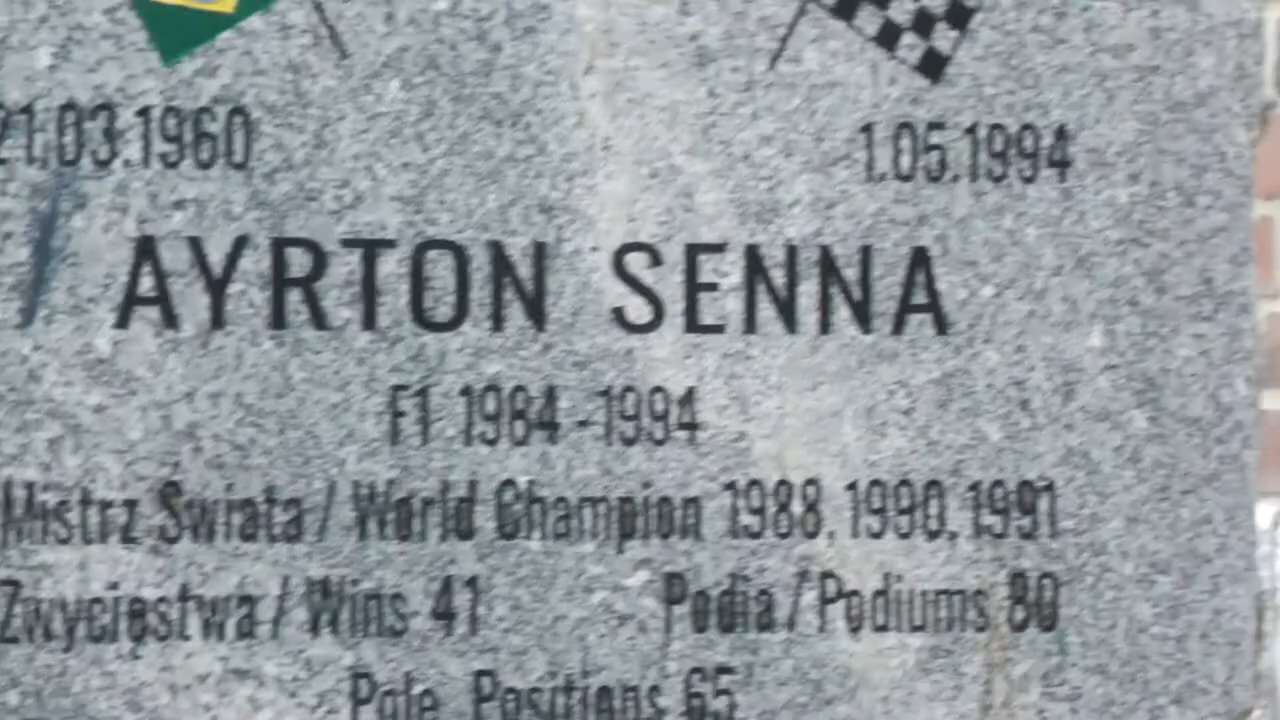 21.03.1960 1.05.1994
AYRTON SENNA
F1 1984-1994
Mistrz Świata / World Champion 1988, 1990, 1991
Zwycięstwa / Wins 41 Podia / Podiums 80
Pole Positions 65